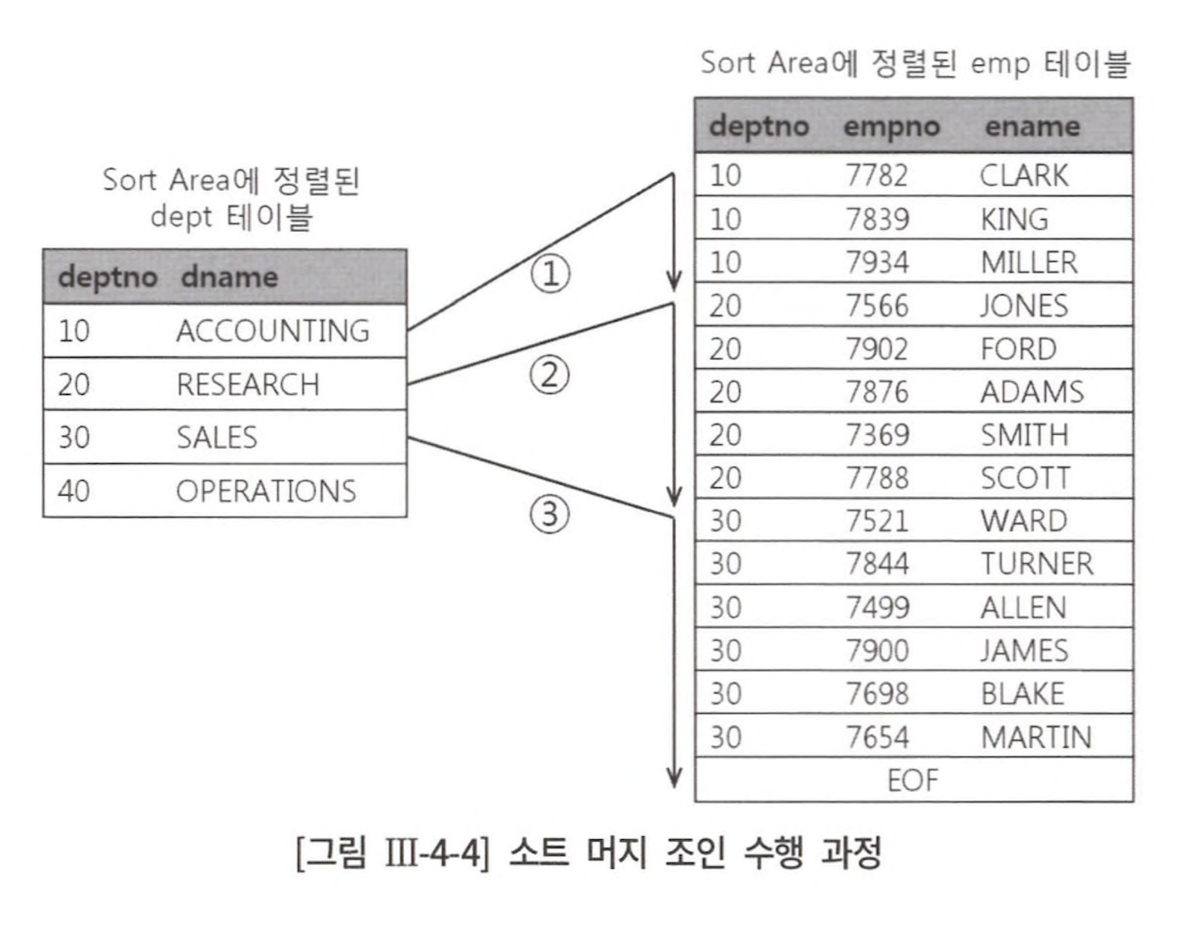 Sort Area에 정렬된 emp 테이블
deptno empno ename
10 7782 CLARK
10 7839 KING
10 7934 MILLER
20 7566 JONES
20 7902 FORD
20 7876 ADAMS
20 7369 SMITH
20 7788 SCOTT
30 7521 WARD
30 7844 TURNER
30 7499 ALLEN
30 7900 JAMES
30 7698 BLAKE
30 7654 MARTIN
EOF
Sort Area에 정렬된
dept 테이블
deptno dname
10 ACCOUNTING
20 RESEARCH
30 SALES
40 OPERATIONS
①
②
③
[그림 Ⅲ-4-4] 소트 머지 조인 수행 과정